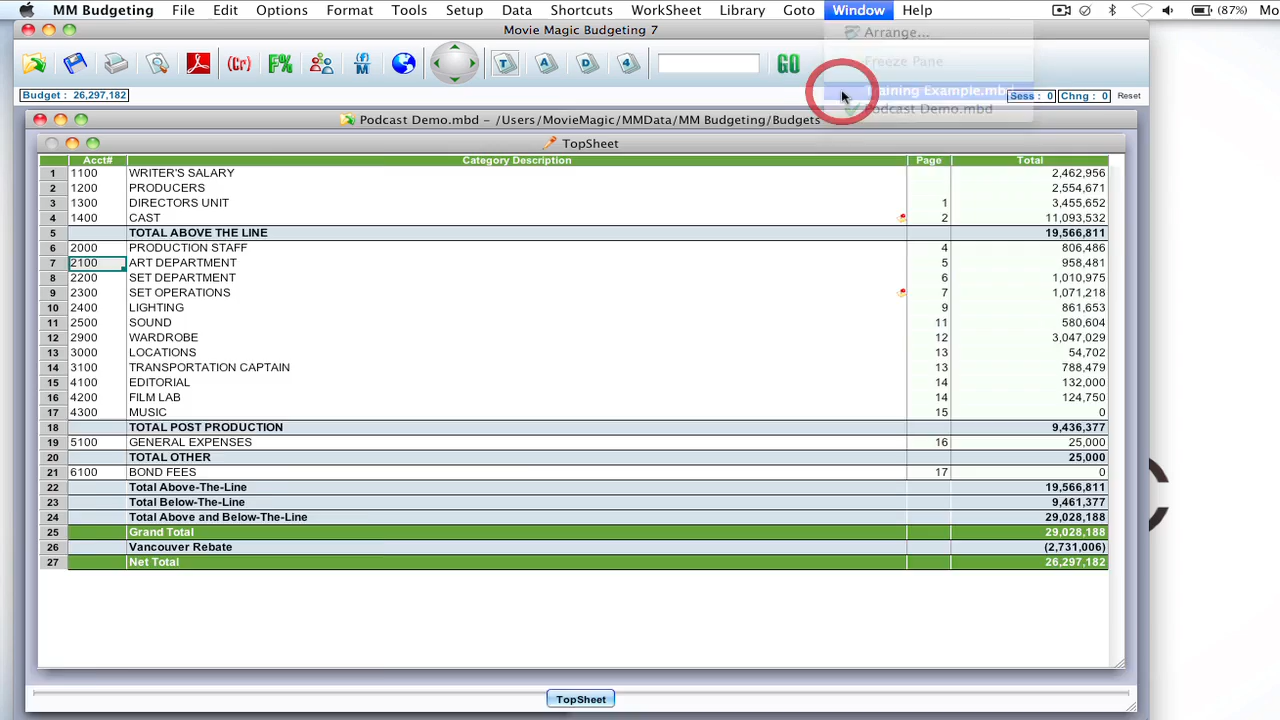 MM Budgeting File Edit Options Format Tools Setup Data Shortcuts WorkSheet Library Goto Window Help (87%) Mo
Movie Magic Budgeting 7
Arrange...
Freeze Pane
Training Example.mbd
Podcast Demo.mbd
(Cr) F% fM T A D 4 GO
Budget : 26,297,182 Sess : 0 Chng : 0 Reset
Podcast Demo.mbd – /Users/MovieMagic/MMData/MM Budgeting/Budgets
TopSheet
Acct# Category Description Page Total
1 1100 WRITER'S SALARY 2,462,956
2 1200 PRODUCERS 2,554,671
3 1300 DIRECTORS UNIT 1 3,455,652
4 1400 CAST 2 11,093,532
5 TOTAL ABOVE THE LINE 19,566,811
6 2000 PRODUCTION STAFF 4 806,486
7 2100 ART DEPARTMENT 5 958,481
8 2200 SET DEPARTMENT 6 1,010,975
9 2300 SET OPERATIONS 7 1,071,218
10 2400 LIGHTING 9 861,653
11 2500 SOUND 11 580,604
12 2900 WARDROBE 12 3,047,029
13 3000 LOCATIONS 13 54,702
14 3100 TRANSPORTATION CAPTAIN 13 788,479
15 4100 EDITORIAL 14 132,000
16 4200 FILM LAB 14 124,750
17 4300 MUSIC 15 0
18 TOTAL POST PRODUCTION 9,436,377
19 5100 GENERAL EXPENSES 16 25,000
20 TOTAL OTHER 25,000
21 6100 BOND FEES 17 0
22 Total Above-The-Line 19,566,811
23 Total Below-The-Line 9,461,377
24 Total Above and Below-The-Line 29,028,188
25 Grand Total 29,028,188
26 Vancouver Rebate (2,731,006)
27 Net Total 26,297,182
TopSheet